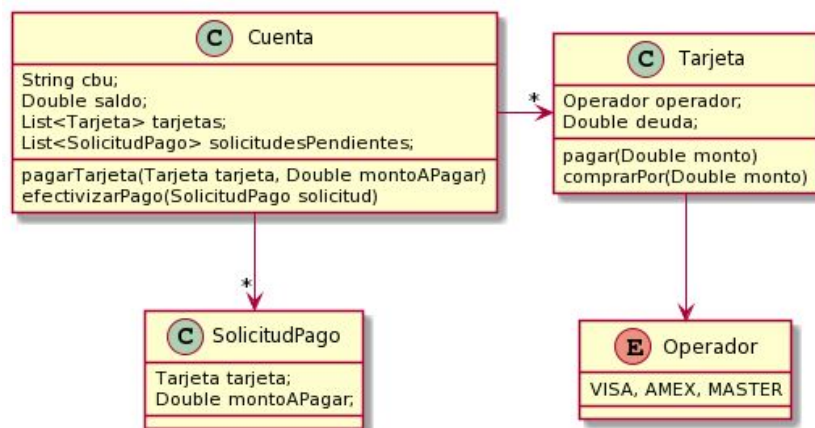 C Cuenta
String cbu;
Double saldo;
List<Tarjeta> tarjetas;
List<SolicitudPago> solicitudesPendientes;
pagarTarjeta(Tarjeta tarjeta, Double montoAPagar)
efectivizarPago(SolicitudPago solicitud)
*
C Tarjeta
Operador operador;
Double deuda;
pagar(Double monto)
comprarPor(Double monto)
*
C SolicitudPago
Tarjeta tarjeta;
Double montoAPagar;
E Operador
VISA, AMEX, MASTER